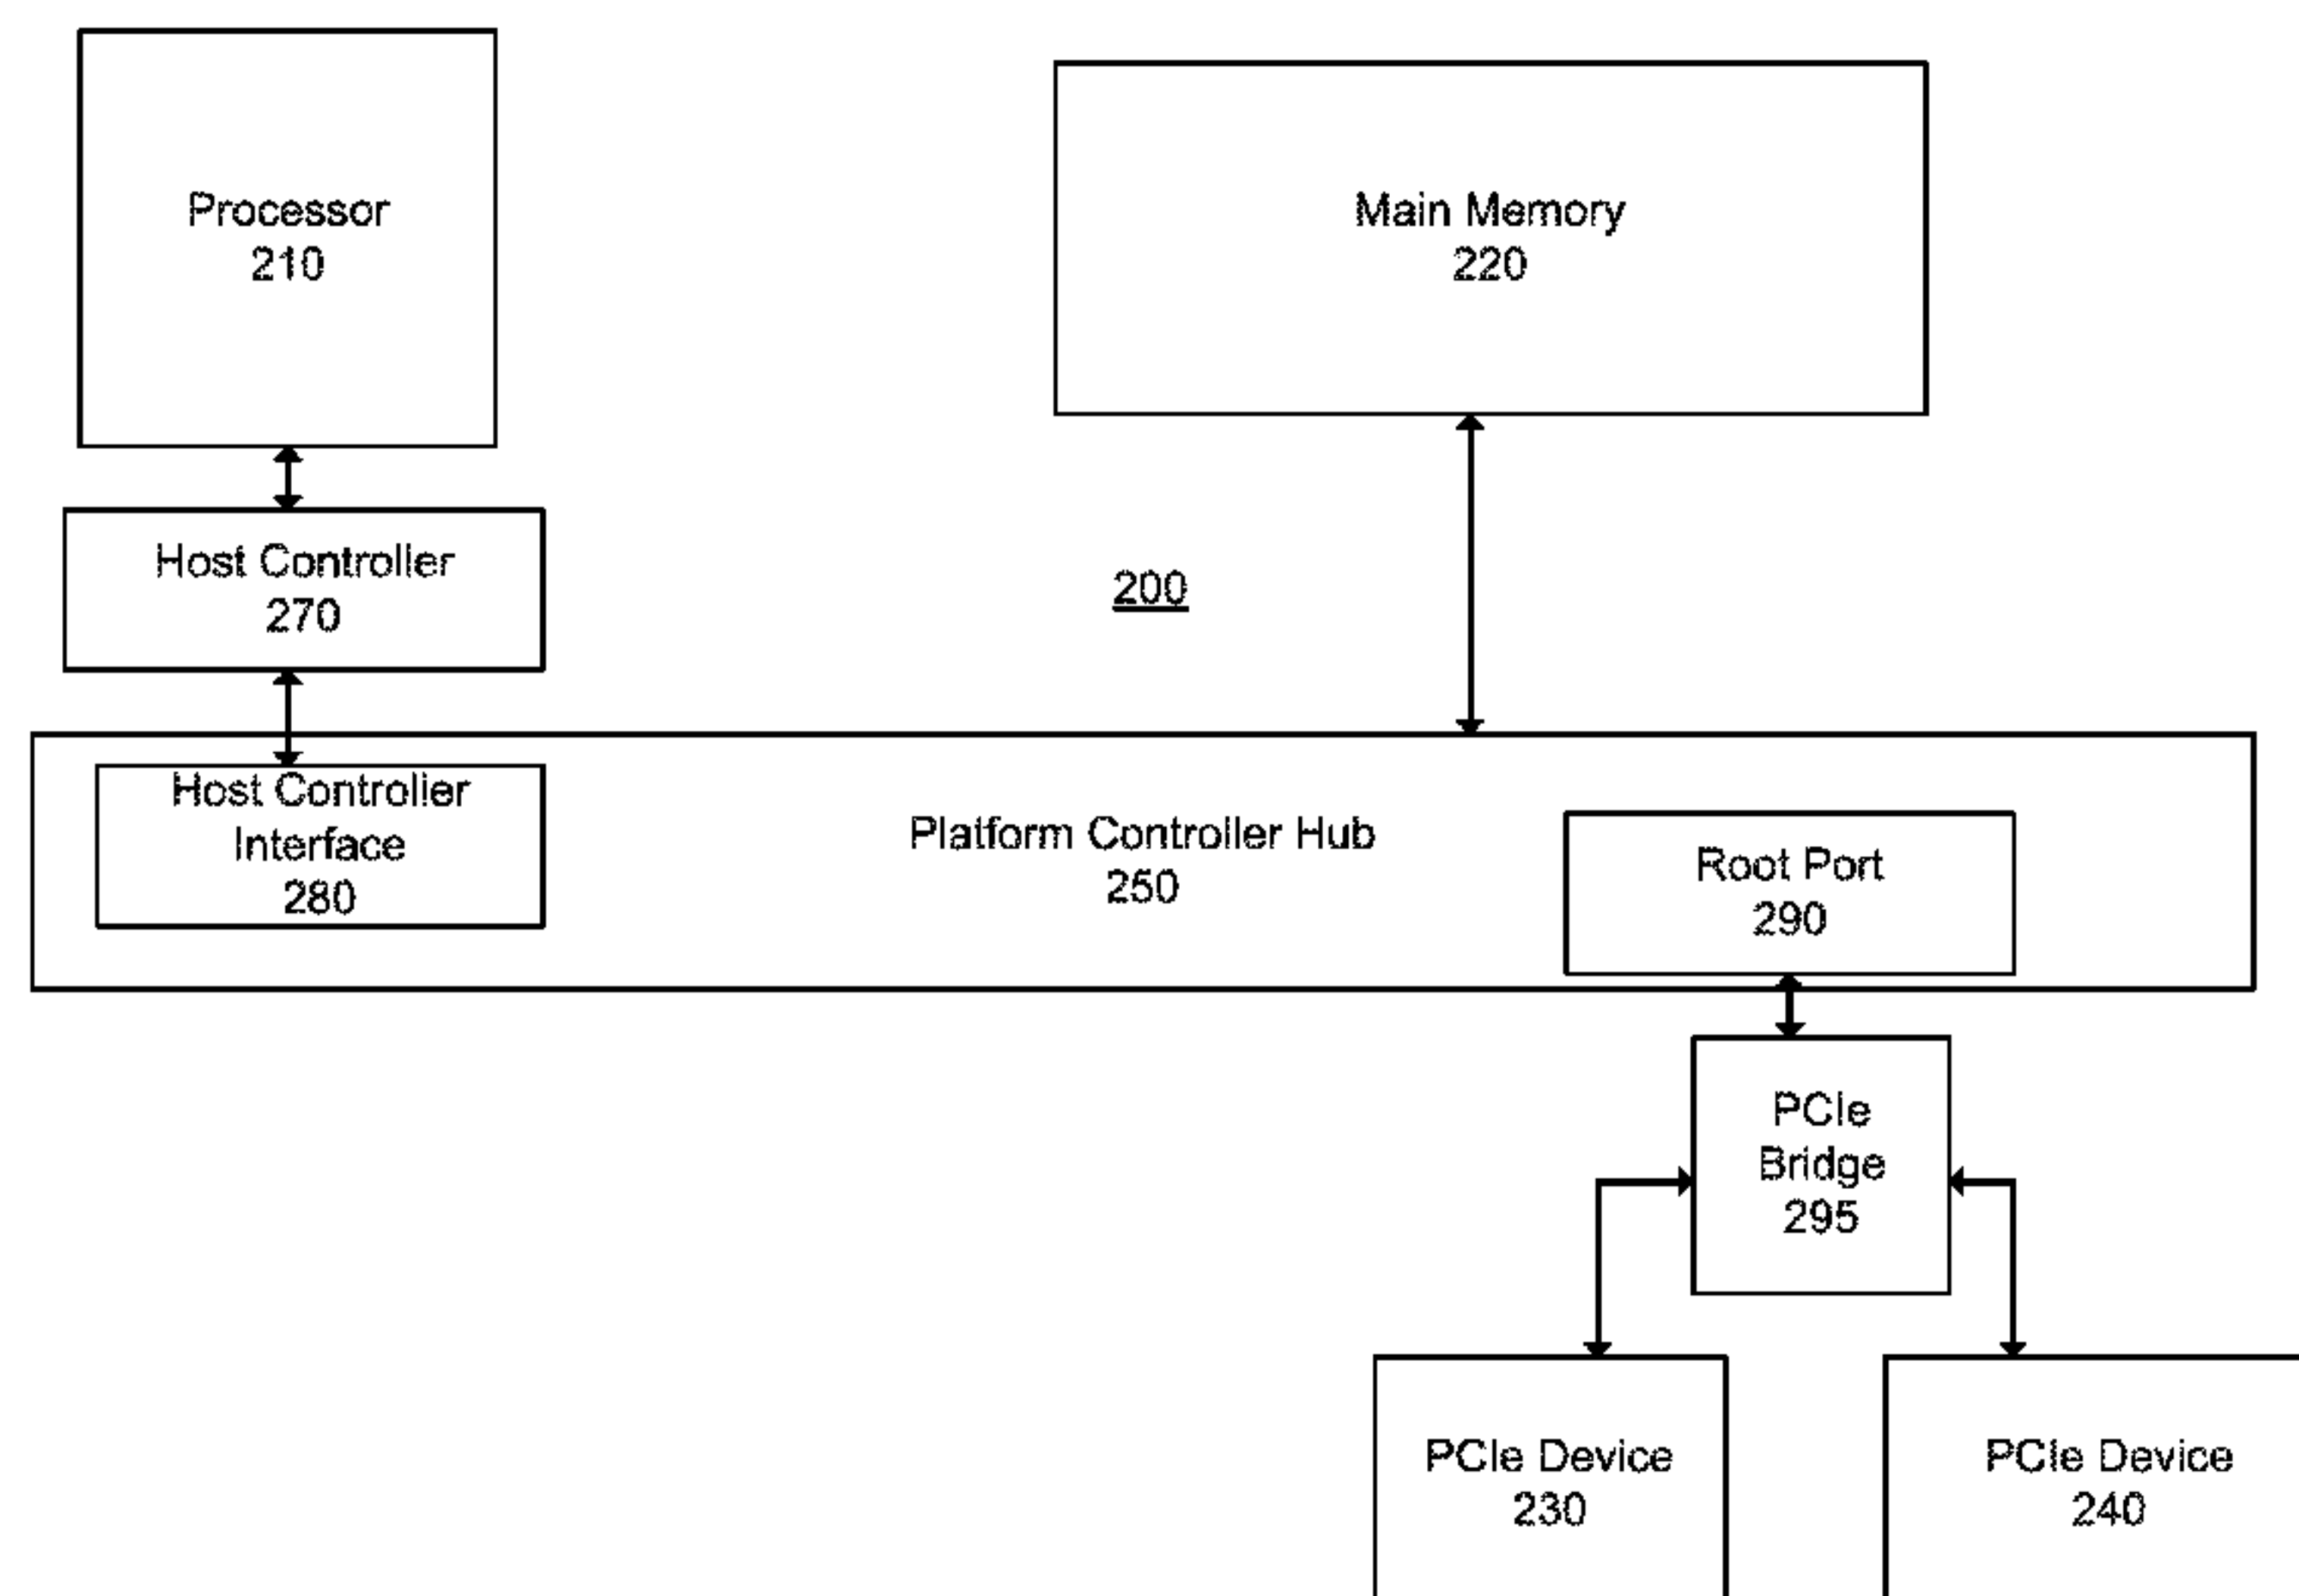 Processor
210
Main Memory
220
Host Controller
270
200
Host Controller
Interface
280
Platform Controller Hub
250
Root Port
290
PCIe
Bridge
295
PCIe Device
230
PCIe Device
240